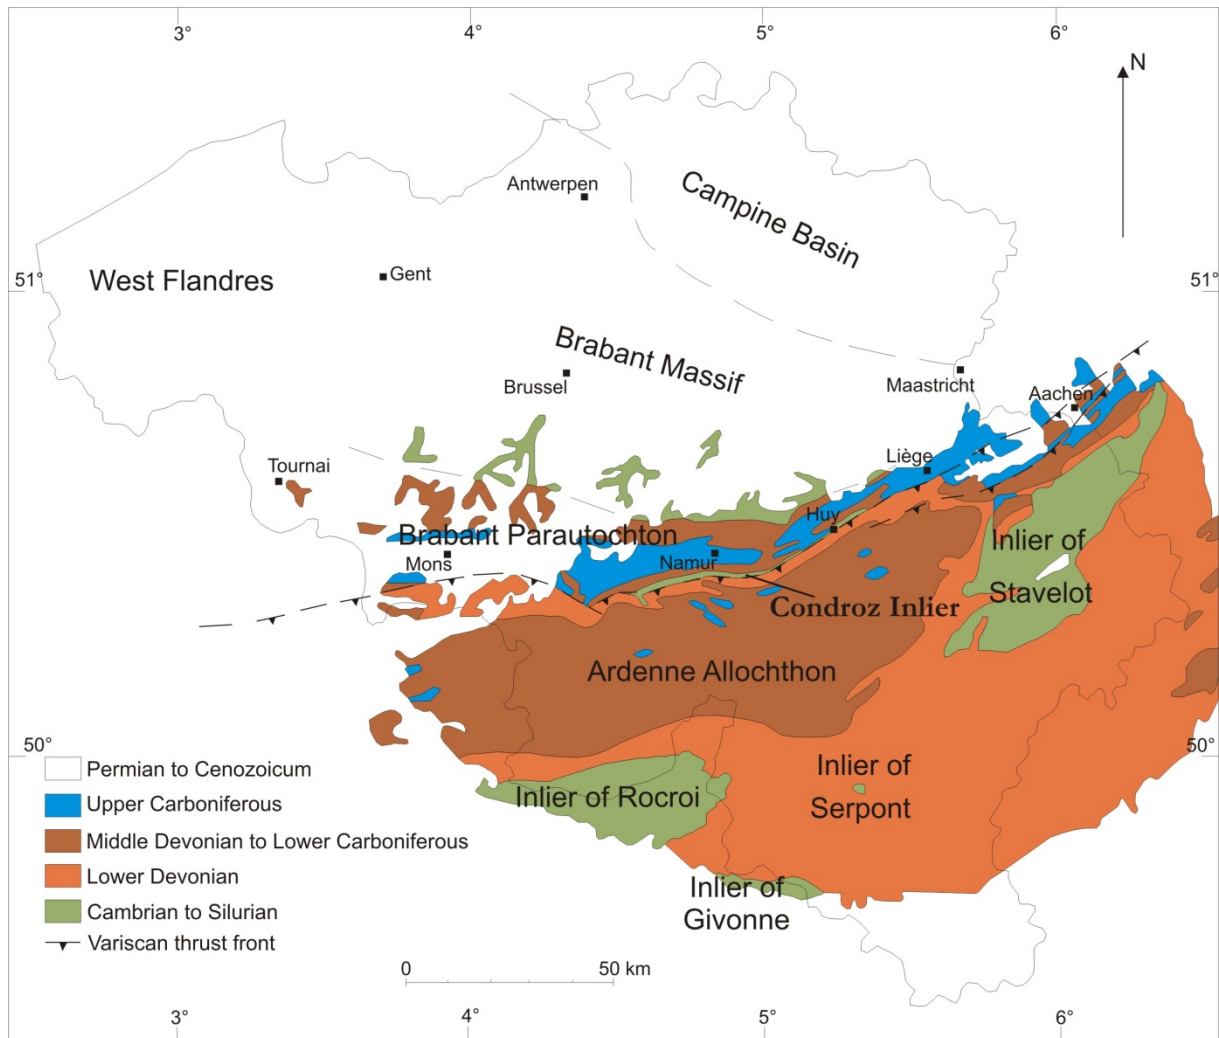 3°
4°
5°
6°
N
Antwerpen
Campine Basin
51°
West Flandres
Gent
51°
Brabant Massif
Brussel
Maastricht
Aachen
Tournai
Liège
Huy
Brabant Parautochton
Mons
Namur
Inlier of
Stavelot
Condroz Inlier
Ardenne Allochthon
50°
50°
Inlier of
Serpont
Inlier of Rocroi
Inlier of
Givonne
Permian to Cenozoicum
Upper Carboniferous
Middle Devonian to Lower Carboniferous
Lower Devonian
Cambrian to Silurian
Variscan thrust front
0
50 km
3°
4°
5°
6°